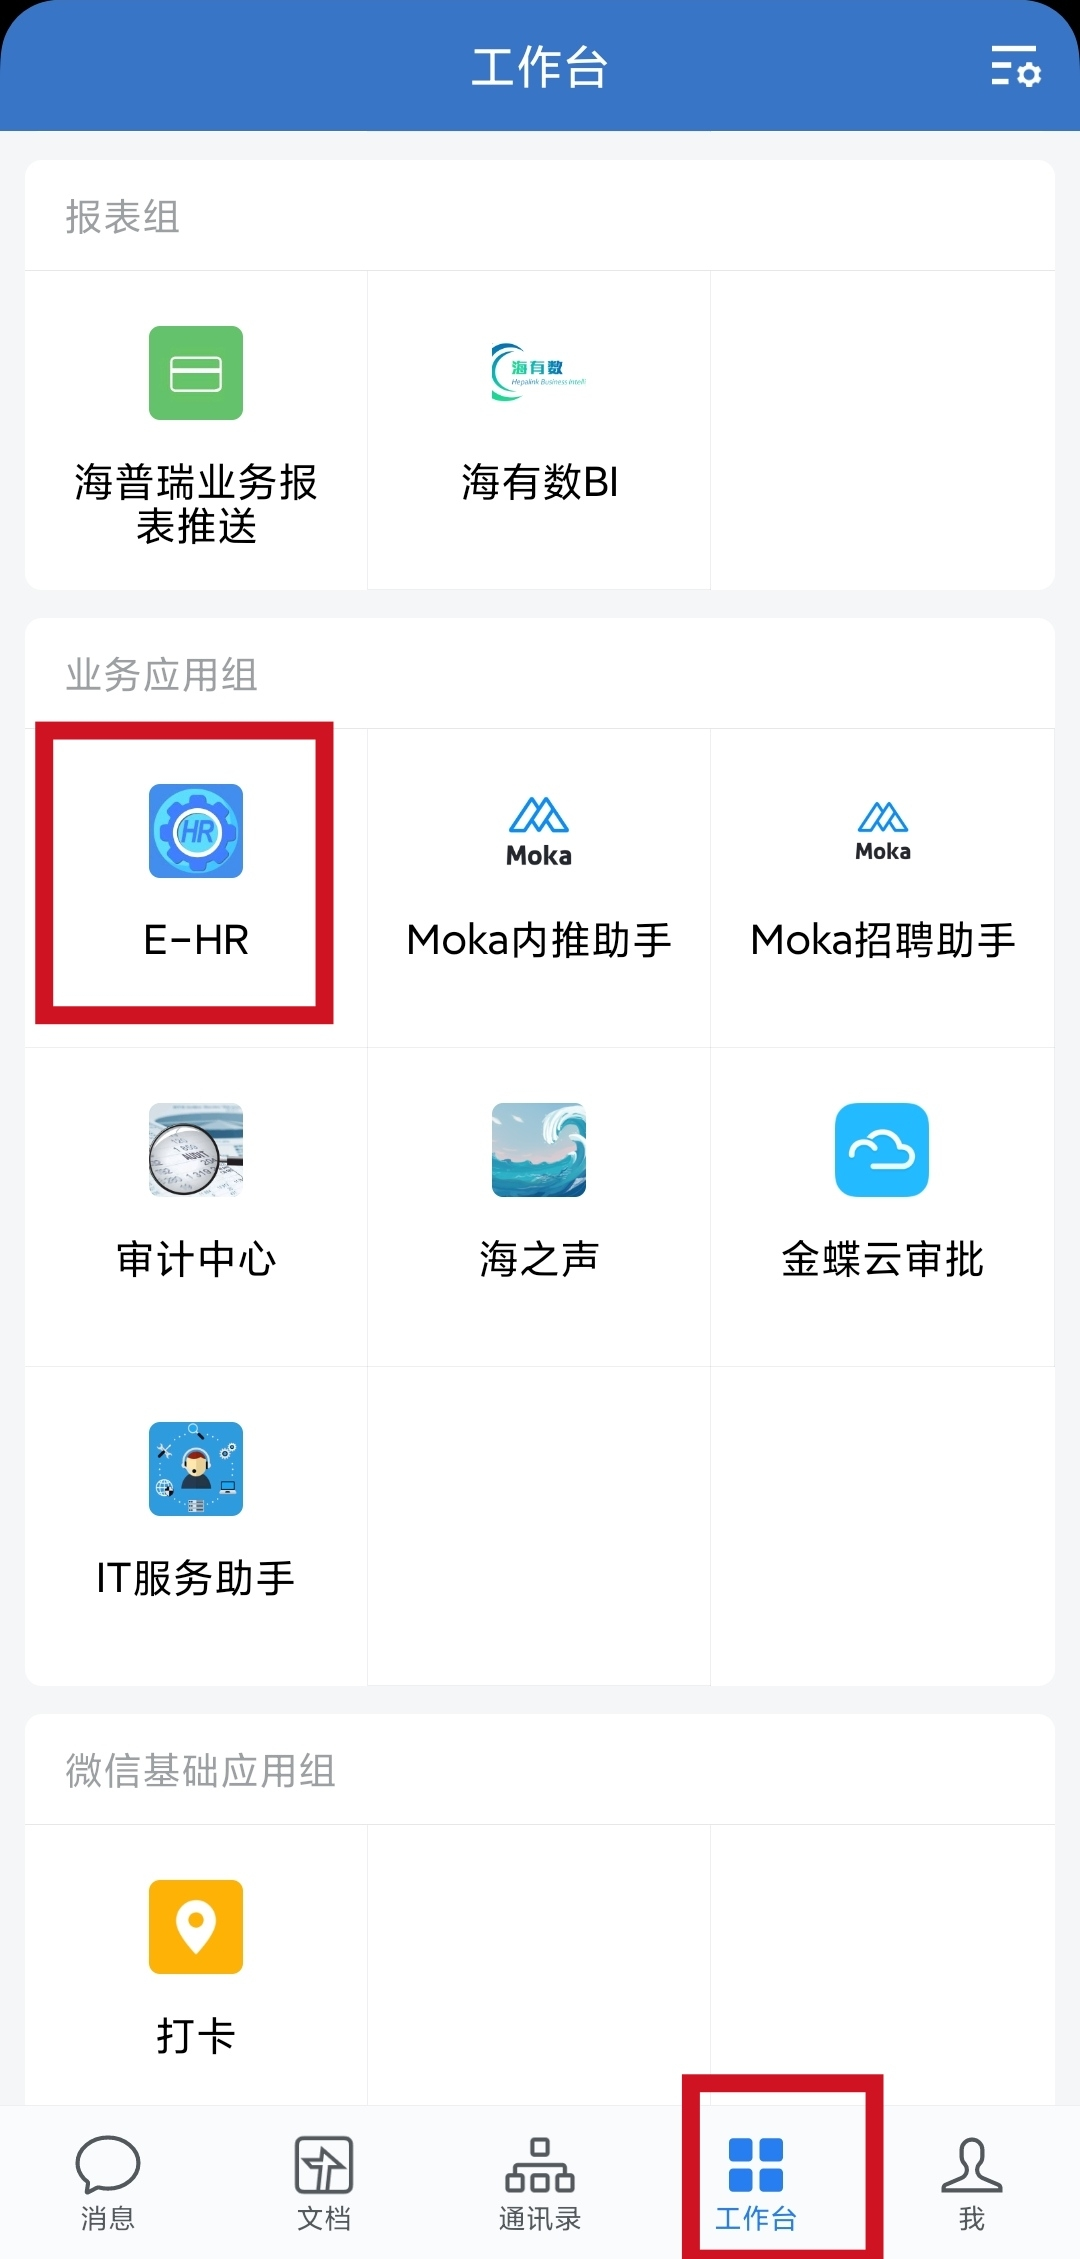 工作台
报表组
海有数
Hepalink Business Intelli
海普瑞业务报
表推送
海有数BI
业务应用组
HR
Moka
Moka
E-HR
Moka内推助手
Moka招聘助手
AUDIT
审计中心
海之声
金蝶云审批
IT服务助手
微信基础应用组
打卡
消息
文档
通讯录
工作台
我